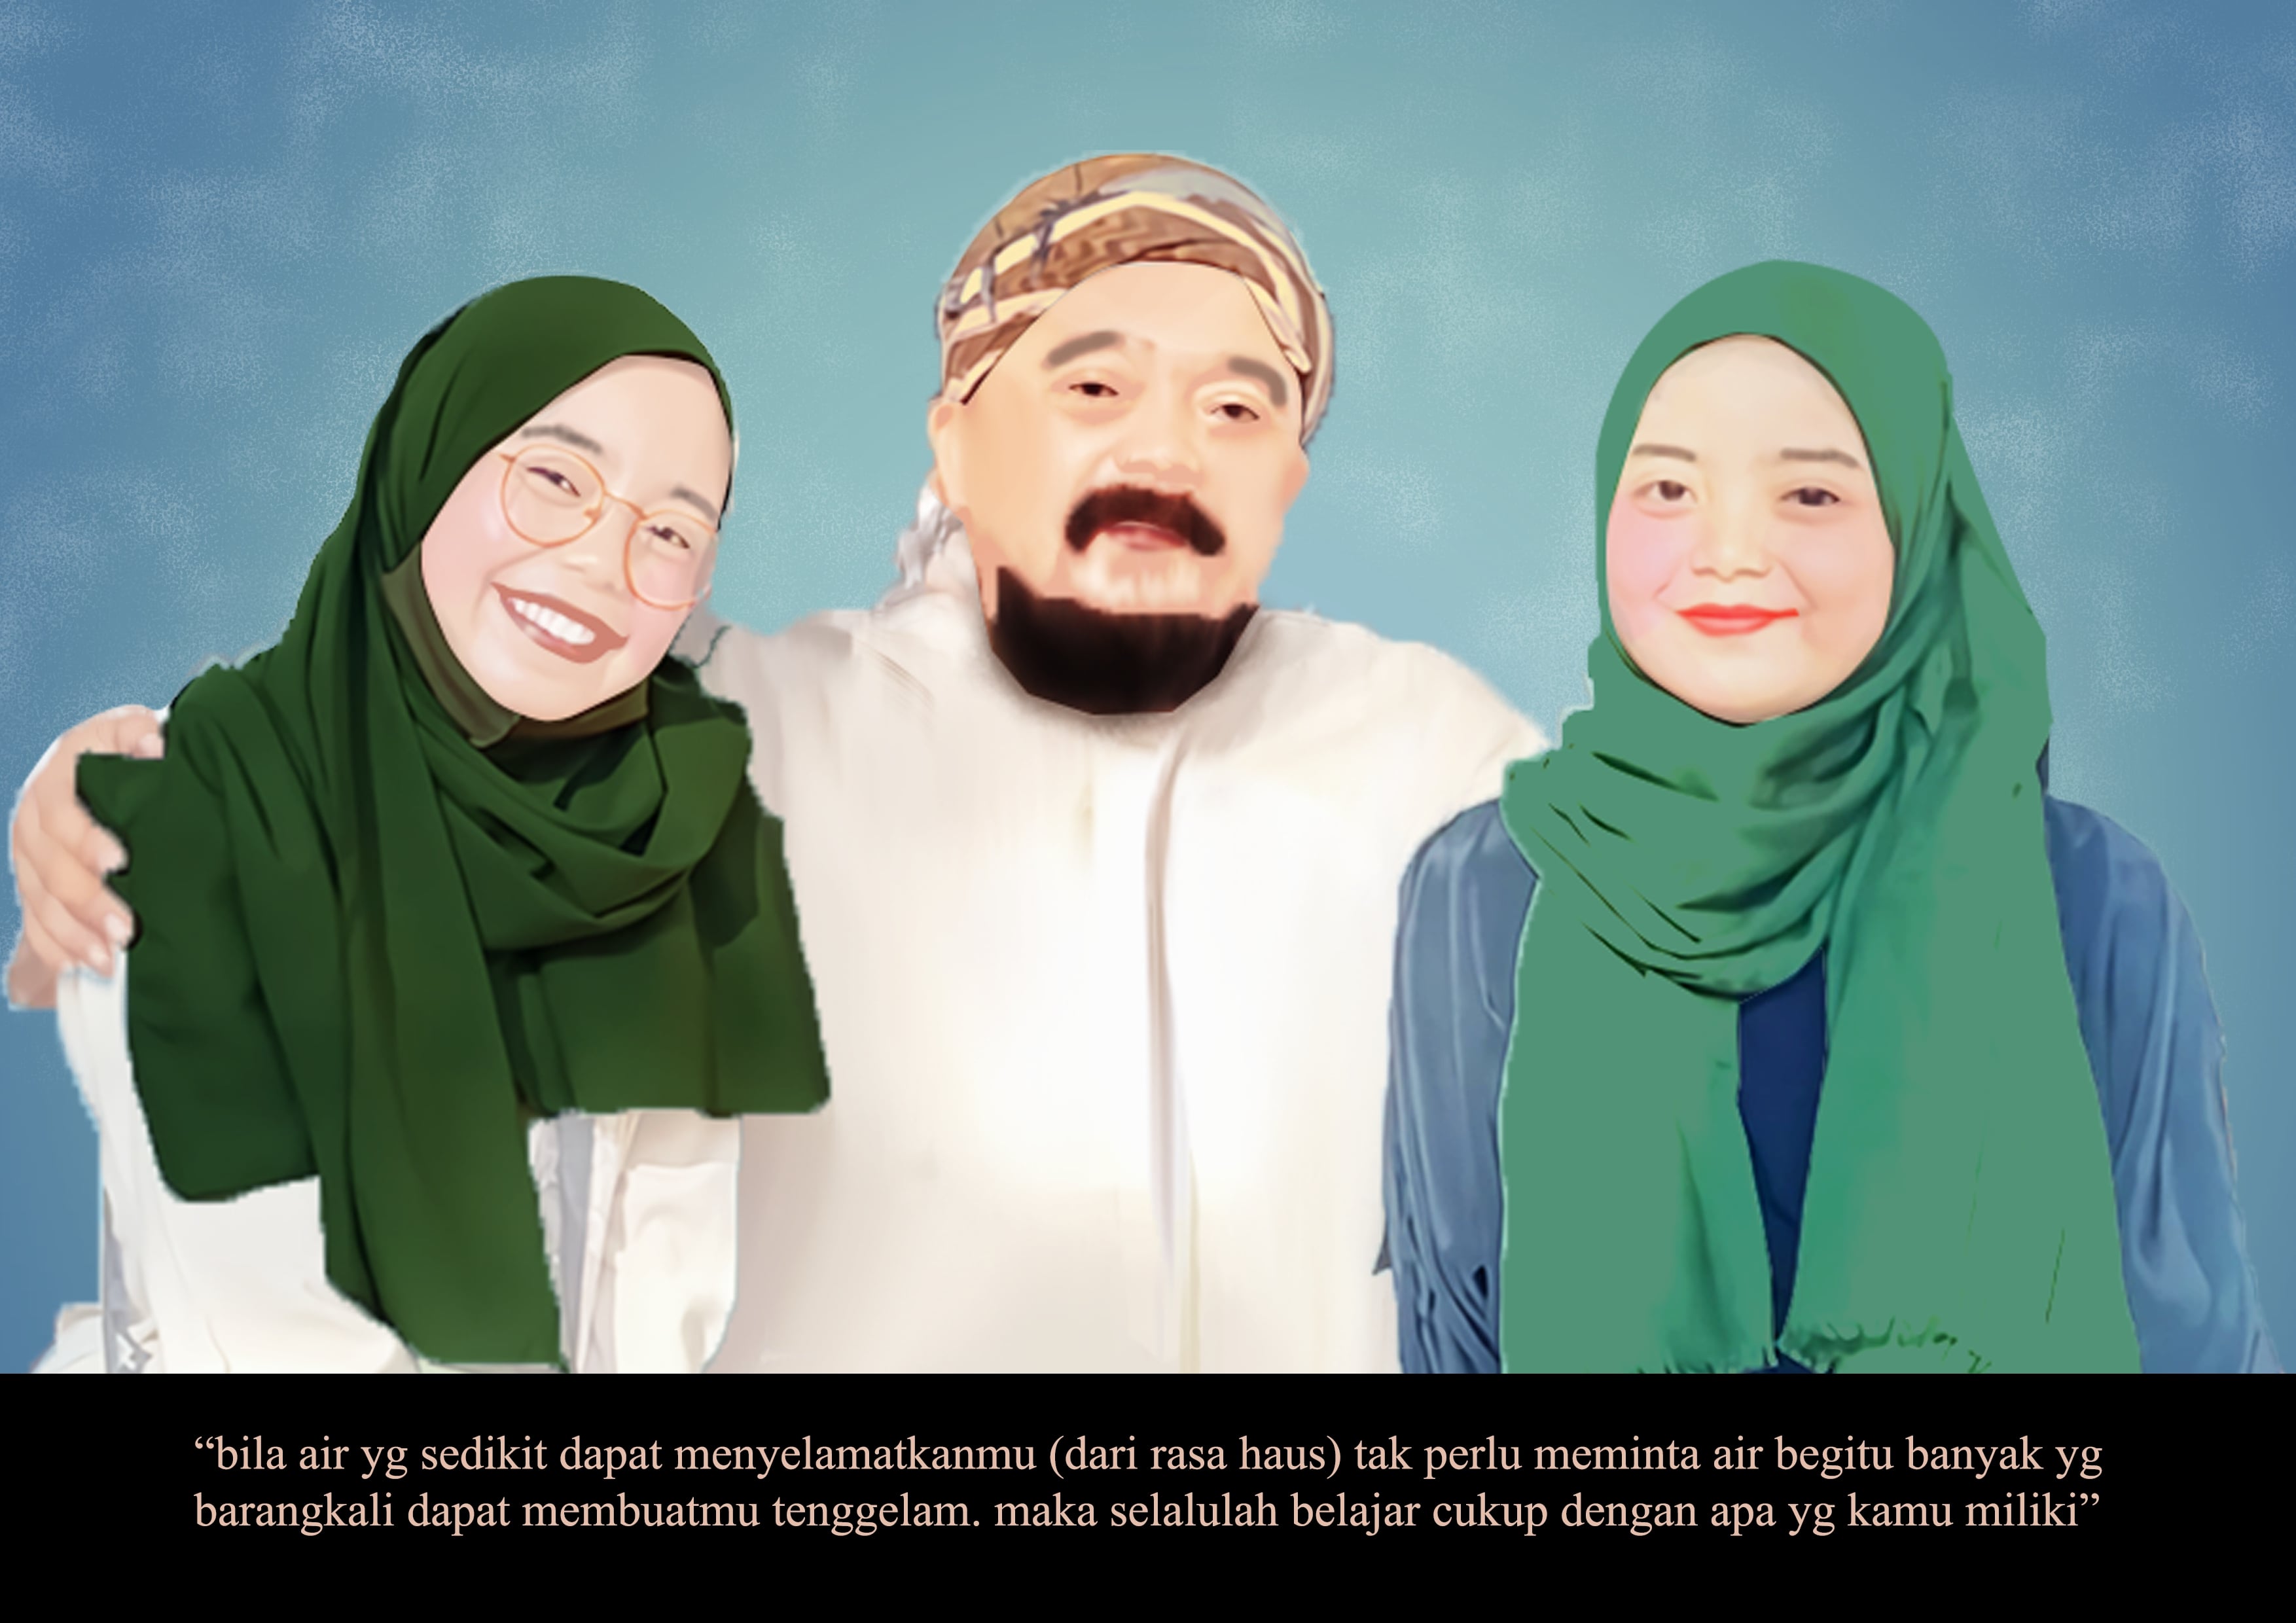 “bila air yg sedikit dapat menyelamatkanmu (dari rasa haus) tak perlu meminta air begitu banyak yg
barangkali dapat membuatmu tenggelam. maka selalulah belajar cukup dengan apa yg kamu miliki”